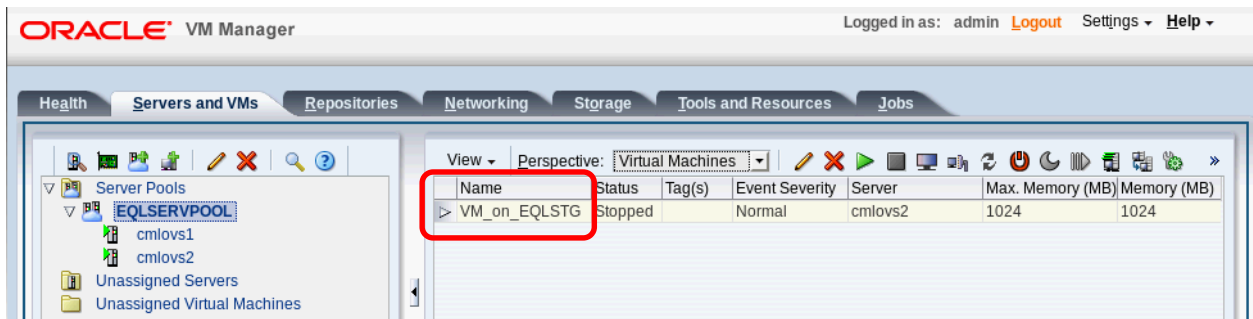 ORACLE VM Manager
Logged in as: admin Logout Settings Help
Health Servers and VMs Repositories Networking Storage Tools and Resources Jobs
View Perspective: Virtual Machines »
Server Pools
EQLSERVPOOL
cmlovs1
cmlovs2
Unassigned Servers
Unassigned Virtual Machines
Name Status Tag(s) Event Severity Server Max. Memory (MB) Memory (MB)
VM_on_EQLSTG Stopped Normal cmlovs2 1024 1024